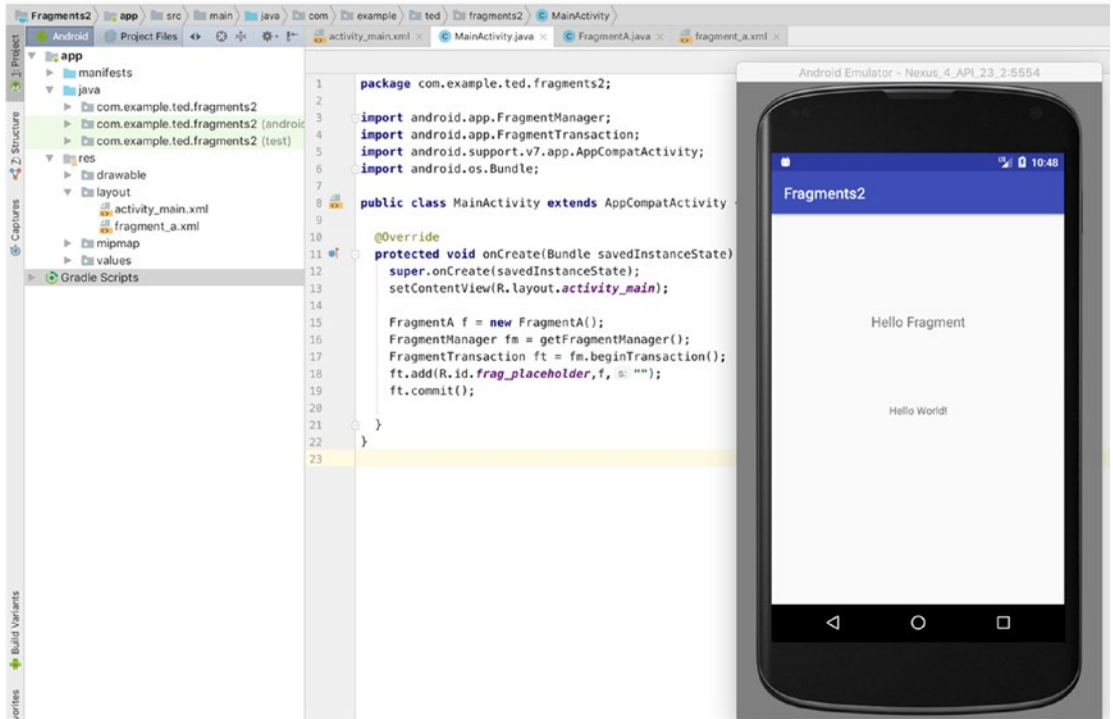 Fragments2 app src main java com example ted fragments2 MainActivity
Android Project Files
activity_main.xml MainActivity.java FragmentA.java fragment_a.xml
1: Project
7: Structure
Captures
Build Variants
app
manifests
java
com.example.ted.fragments2
com.example.ted.fragments2 (androi
com.example.ted.fragments2 (test)
res
drawable
layout
activity_main.xml
fragment_a.xml
mipmap
values
Gradle Scripts
1 package com.example.ted.fragments2;
2
3 import android.app.FragmentManager;
4 import android.app.FragmentTransaction;
5 import android.support.v7.app.AppCompatActivity;
6 import android.os.Bundle;
7
8 public class MainActivity extends AppCompatActivity
9
10 @Override
11 protected void onCreate(Bundle savedInstanceState)
12 super.onCreate(savedInstanceState);
13 setContentView(R.layout.activity_main);
14
15 FragmentA f = new FragmentA();
16 FragmentManager fm = getFragmentManager();
17 FragmentTransaction ft = fm.beginTransaction();
18 ft.add(R.id.frag_placeholder,f, s: "");
19 ft.commit();
20
21 }
22 }
23
Android Emulator - Nexus_4_API_23_2:5554
10:48
Fragments2
Hello Fragment
Hello World!